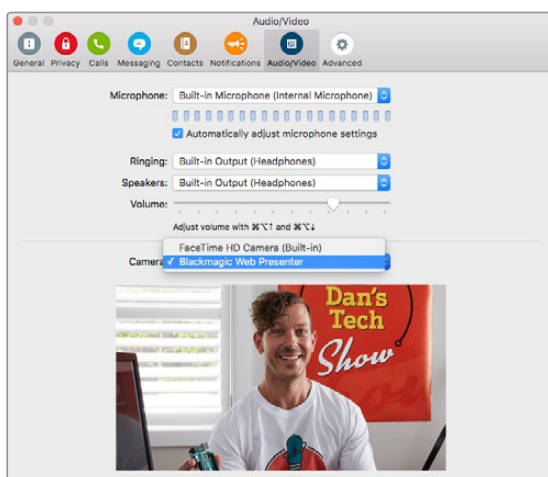 Audio/Video
General Privacy Calls Messaging Contacts Notifications Audio/Video Advanced
Microphone: Built-in Microphone (Internal Microphone)
Automatically adjust microphone settings
Ringing: Built-in Output (Headphones)
Speakers: Built-in Output (Headphones)
Volume:
Adjust volume with ⌘⌥↑ and ⌘⌥↓
FaceTime HD Camera (Built-in)
Camera ✓ Blackmagic Web Presenter
Dan's
Tech
Show